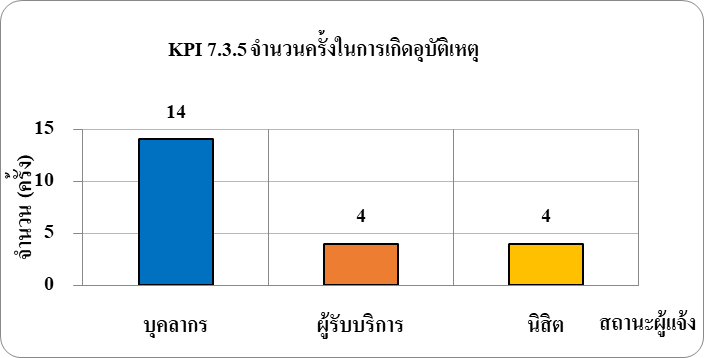 KPI 7.3.5 จำนวนครั้งในการเกิดอุบัติเหตุ
จำนวน (ครั้ง)
15
10
5
0
14
4
4
บุคลากร
ผู้รับบริการ
นิสิต
สถานะผู้แจ้ง